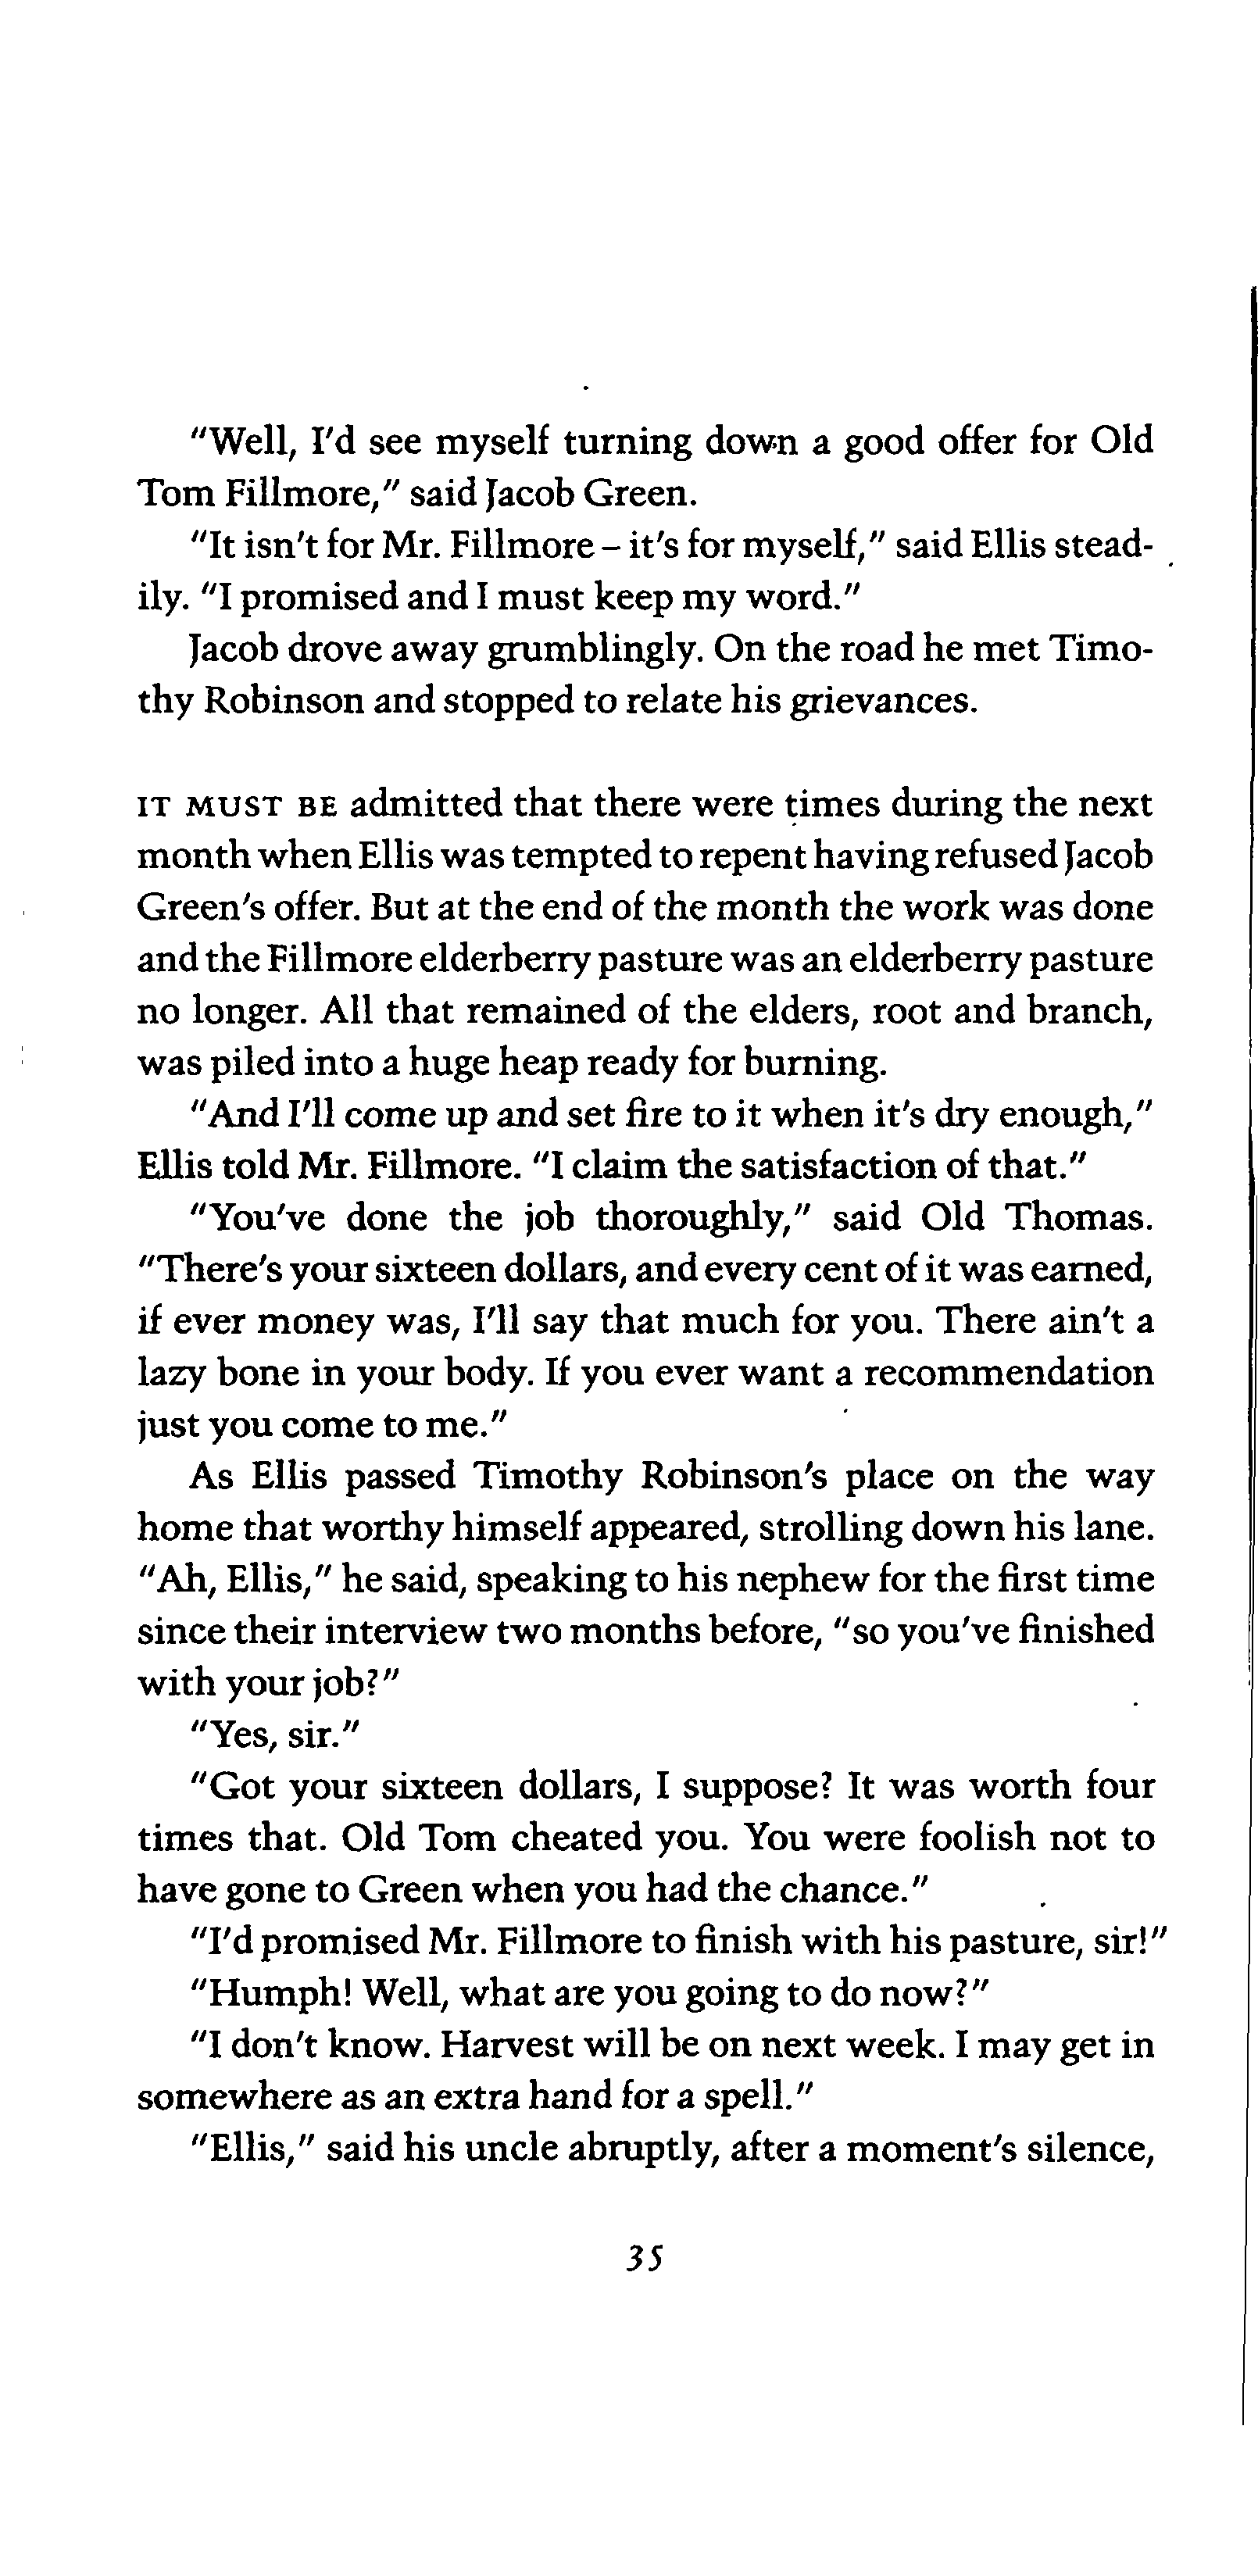 "Well, I'd see myself turning down a good offer for Old
Tom Fillmore," said Jacob Green.
"It isn't for Mr. Fillmore – it's for myself," said Ellis stead-
ily. "I promised and I must keep my word."
Jacob drove away grumblingly. On the road he met Timo-
thy Robinson and stopped to relate his grievances.
IT MUST BE admitted that there were times during the next
month when Ellis was tempted to repent having refused Jacob
Green's offer. But at the end of the month the work was done
and the Fillmore elderberry pasture was an elderberry pasture
no longer. All that remained of the elders, root and branch,
was piled into a huge heap ready for burning.
"And I'll come up and set fire to it when it's dry enough,"
Ellis told Mr. Fillmore. "I claim the satisfaction of that."
"You've done the job thoroughly," said Old Thomas.
"There's your sixteen dollars, and every cent of it was earned,
if ever money was, I'll say that much for you. There ain't a
lazy bone in your body. If you ever want a recommendation
just you come to me."
As Ellis passed Timothy Robinson's place on the way
home that worthy himself appeared, strolling down his lane.
"Ah, Ellis," he said, speaking to his nephew for the first time
since their interview two months before, "so you've finished
with your job?"
"Yes, sir."
"Got your sixteen dollars, I suppose? It was worth four
times that. Old Tom cheated you. You were foolish not to
have gone to Green when you had the chance."
"I'd promised Mr. Fillmore to finish with his pasture, sir!"
"Humph! Well, what are you going to do now?"
"I don't know. Harvest will be on next week. I may get in
somewhere as an extra hand for a spell."
"Ellis," said his uncle abruptly, after a moment's silence,
35